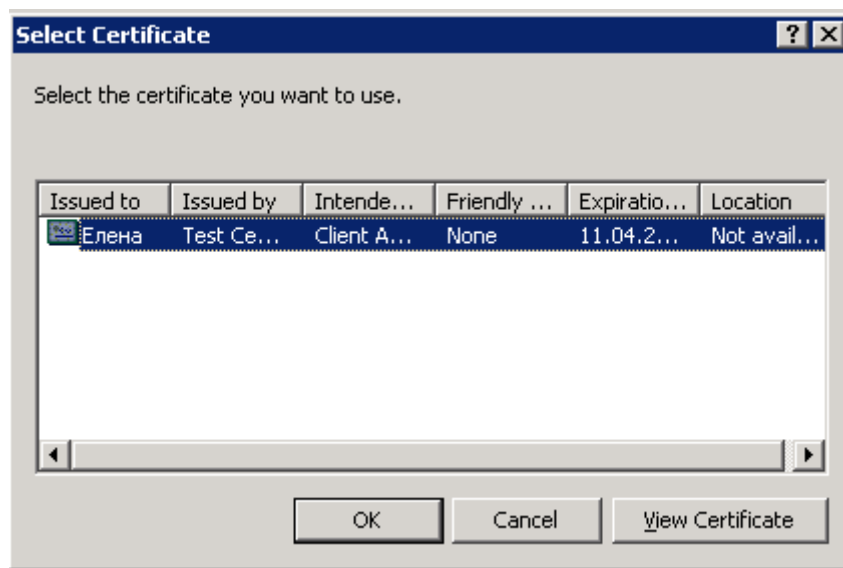 Select Certificate
Select the certificate you want to use.
Issued to Issued by Intende... Friendly ... Expiratio... Location
Елена Test Ce... Client A... None 11.04.2... Not avail...
OK Cancel View Certificate